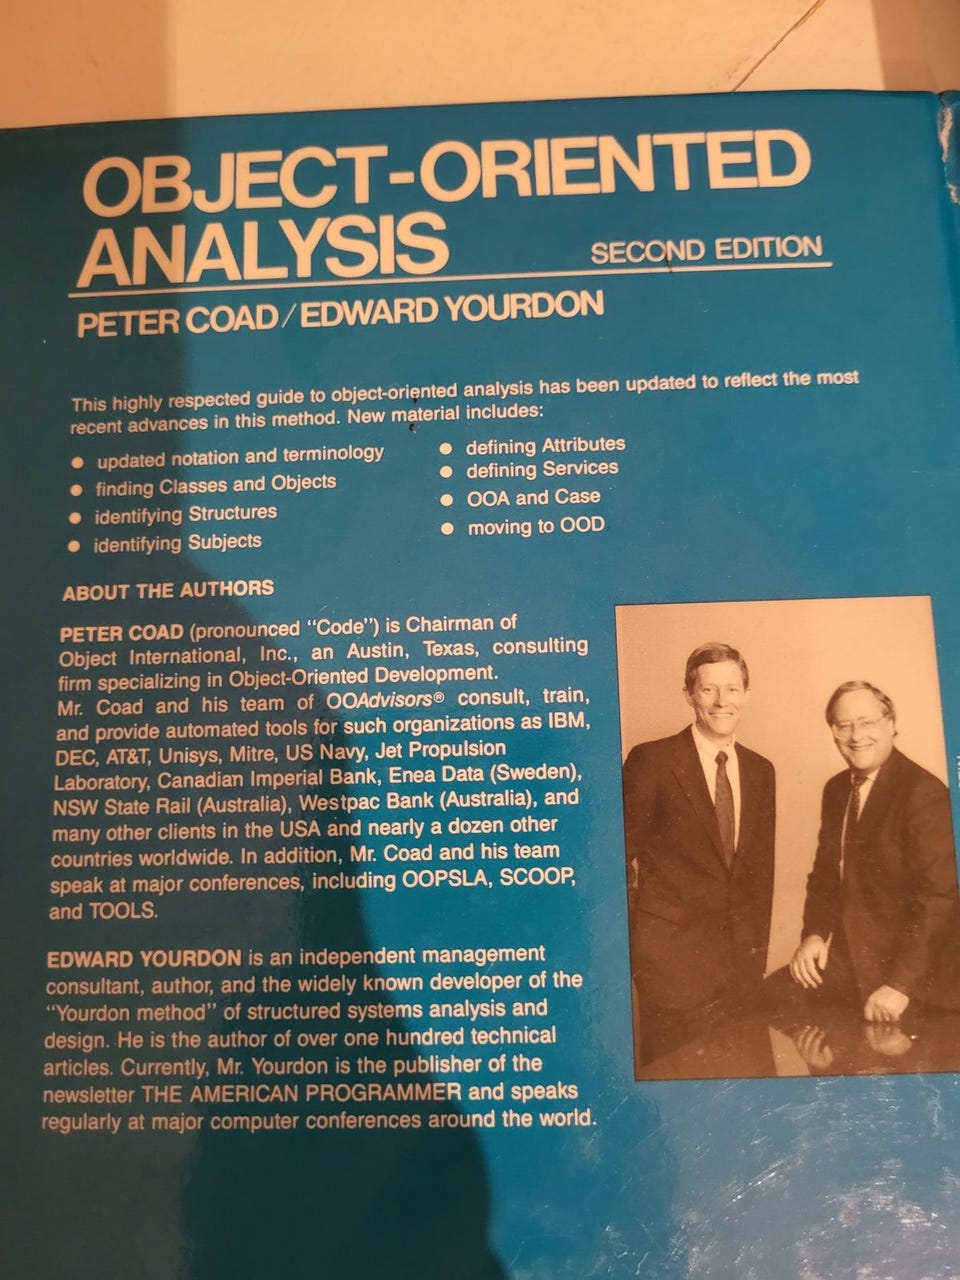 OBJECT-ORIENTED
ANALYSIS
SECOND EDITION
PETER COAD/EDWARD YOURDON
This highly respected guide to object-oriented analysis has been updated to reflect the most
recent advances in this method. New material includes:
● updated notation and terminology
● finding Classes and Objects
● identifying Structures
● identifying Subjects
● defining Attributes
● defining Services
● OOA and Case
● moving to OOD
ABOUT THE AUTHORS
PETER COAD (pronounced “Code”) is Chairman of
Object International, Inc., an Austin, Texas, consulting
firm specializing in Object-Oriented Development.
Mr. Coad and his team of OOAdvisors® consult, train,
and provide automated tools for such organizations as IBM,
DEC, AT&T, Unisys, Mitre, US Navy, Jet Propulsion
Laboratory, Canadian Imperial Bank, Enea Data (Sweden),
NSW State Rail (Australia), Westpac Bank (Australia), and
many other clients in the USA and nearly a dozen other
countries worldwide. In addition, Mr. Coad and his team
speak at major conferences, including OOPSLA, SCOOP,
and TOOLS.
EDWARD YOURDON is an independent management
consultant, author, and the widely known developer of the
“Yourdon method” of structured systems analysis and
design. He is the author of over one hundred technical
articles. Currently, Mr. Yourdon is the publisher of the
newsletter THE AMERICAN PROGRAMMER and speaks
regularly at major computer conferences around the world.